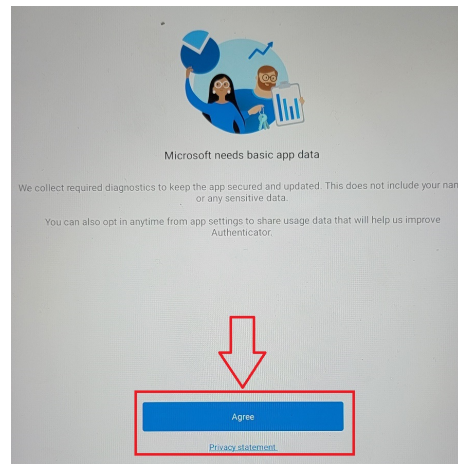 Microsoft needs basic app data
We collect required diagnostics to keep the app secured and updated. This does not include your
or any sensitive data.
You can also opt in anytime from app settings to share usage data that will help us improve
Authenticator.
Agree
Privacy statement